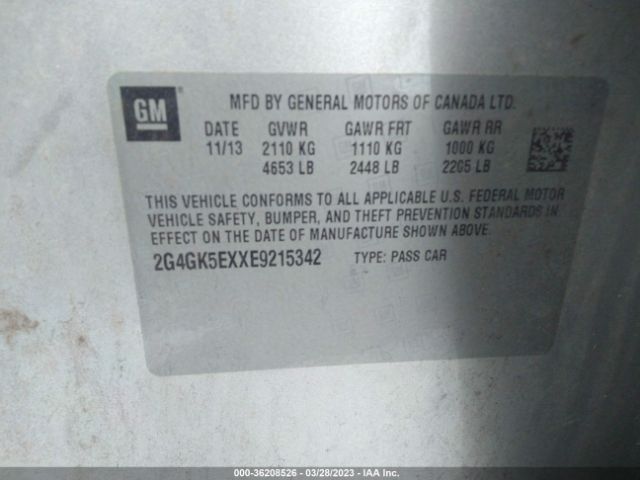 GM
MFD BY GENERAL MOTORS OF CANADA LTD.
DATE GVWR GAWR FRT GAWR RR
11/13 2110 KG 1110 KG 1000 KG
4653 LB 2448 LB 2205 LB
THIS VEHICLE CONFORMS TO ALL APPLICABLE U.S. FEDERAL MOTOR
VEHICLE SAFETY, BUMPER, AND THEFT PREVENTION STANDARDS IN
EFFECT ON THE DATE OF MANUFACTURE SHOWN ABOVE.
2G4GK5EXXE9215342 TYPE: PASS CAR
000-36208526 / 03/28/2023 / IAA Inc.